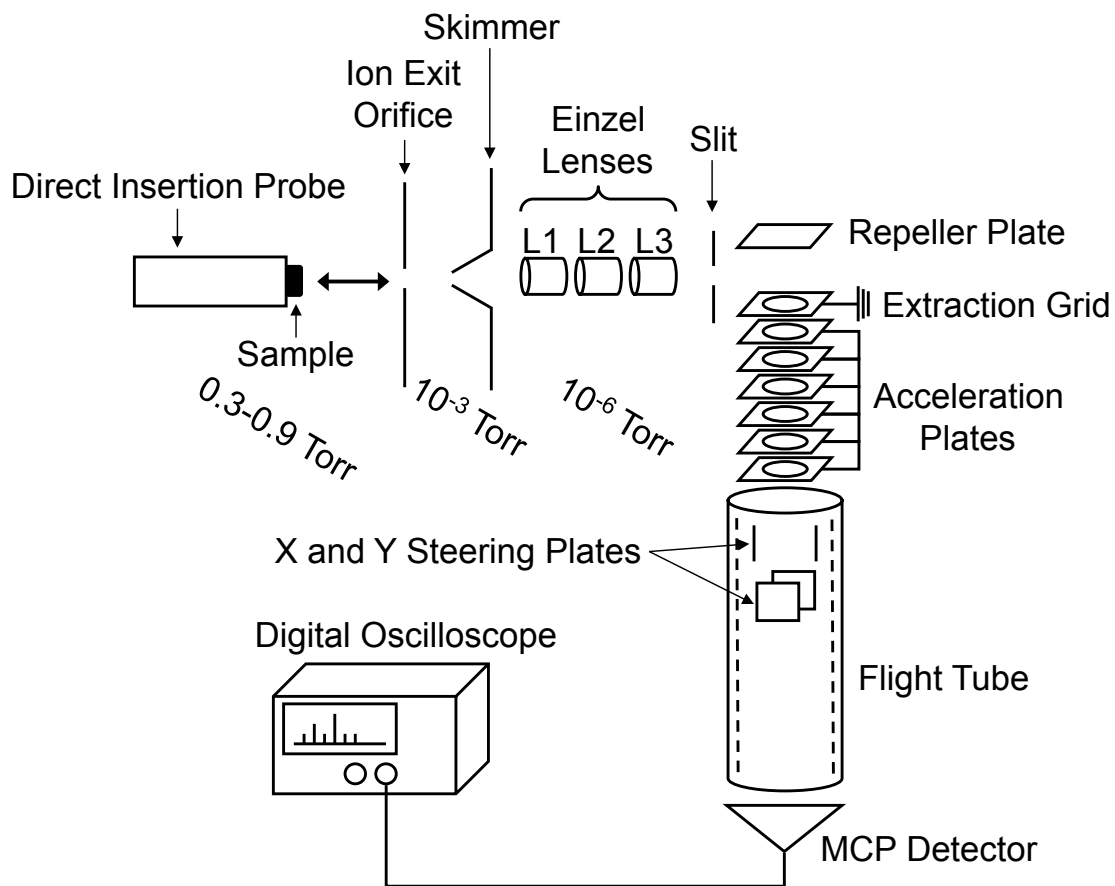 Skimmer
Ion Exit
Orifice
Einzel
Lenses
Slit
Direct Insertion Probe
L1 L2 L3
Repeller Plate
Extraction Grid
Sample
0.3-0.9 Torr
10⁻³ Torr
10⁻⁶ Torr
Acceleration
Plates
X and Y Steering Plates
Digital Oscilloscope
Flight Tube
MCP Detector